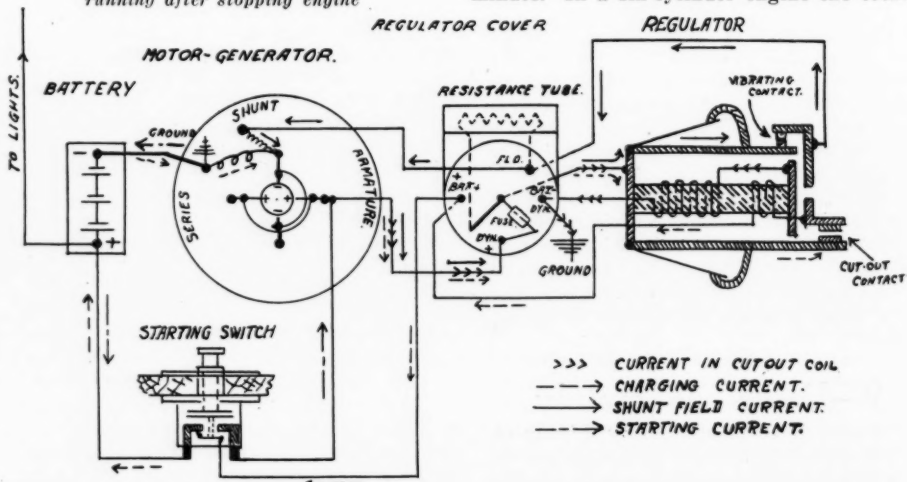 running after stopping engine
REGULATOR COVER
REGULATOR
MOTOR-GENERATOR.
BATTERY
TO LIGHTS.
RESISTANCE TUBE.
VIBRATING
CONTACT.
SHUNT
GROUND
SERIES
ARMATURE.
FLD.
+
BAT+
BAT-
DYN.
FUSE
DYN.
+
GROUND
-
+
- +
CUT-OUT
CONTACT
STARTING SWITCH
>>> CURRENT IN CUTOUT COIL
CHARGING CURRENT.
SHUNT FIELD CURRENT.
STARTING CURRENT.